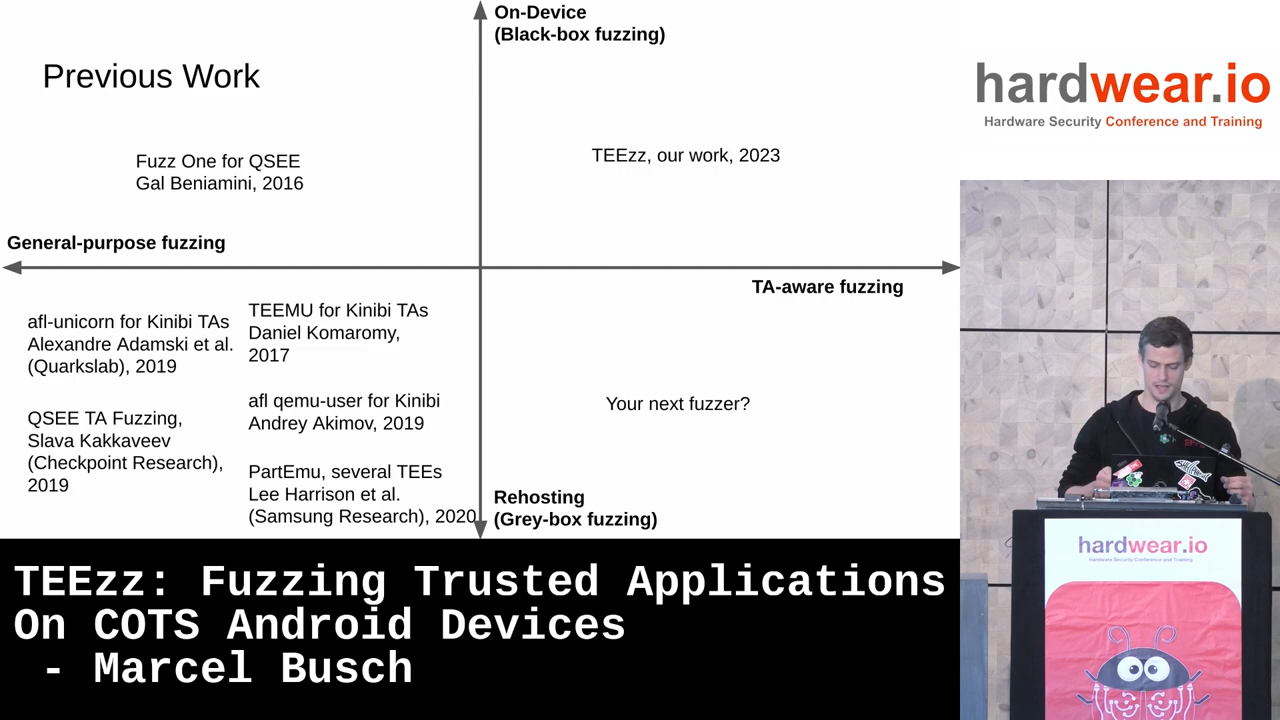 Previous Work
On-Device
(Black-box fuzzing)
Fuzz One for QSEE
Gal Beniamini, 2016
TEEzz, our work, 2023
General-purpose fuzzing
TA-aware fuzzing
afl-unicorn for Kinibi TAs
Alexandre Adamski et al.
(Quarkslab), 2019
TEEMU for Kinibi TAs
Daniel Komaromy,
2017
QSEE TA Fuzzing,
Slava Kakkaveev
(Checkpoint Research),
2019
afl qemu-user for Kinibi
Andrey Akimov, 2019
PartEmu, several TEEs
Lee Harrison et al.
(Samsung Research), 2020
Your next fuzzer?
Rehosting
(Grey-box fuzzing)
TEEzz: Fuzzing Trusted Applications
On COTS Android Devices
- Marcel Busch
hardwear.io
Hardware Security Conference and Training
hardwear.io
Hardware Security Conference and Training